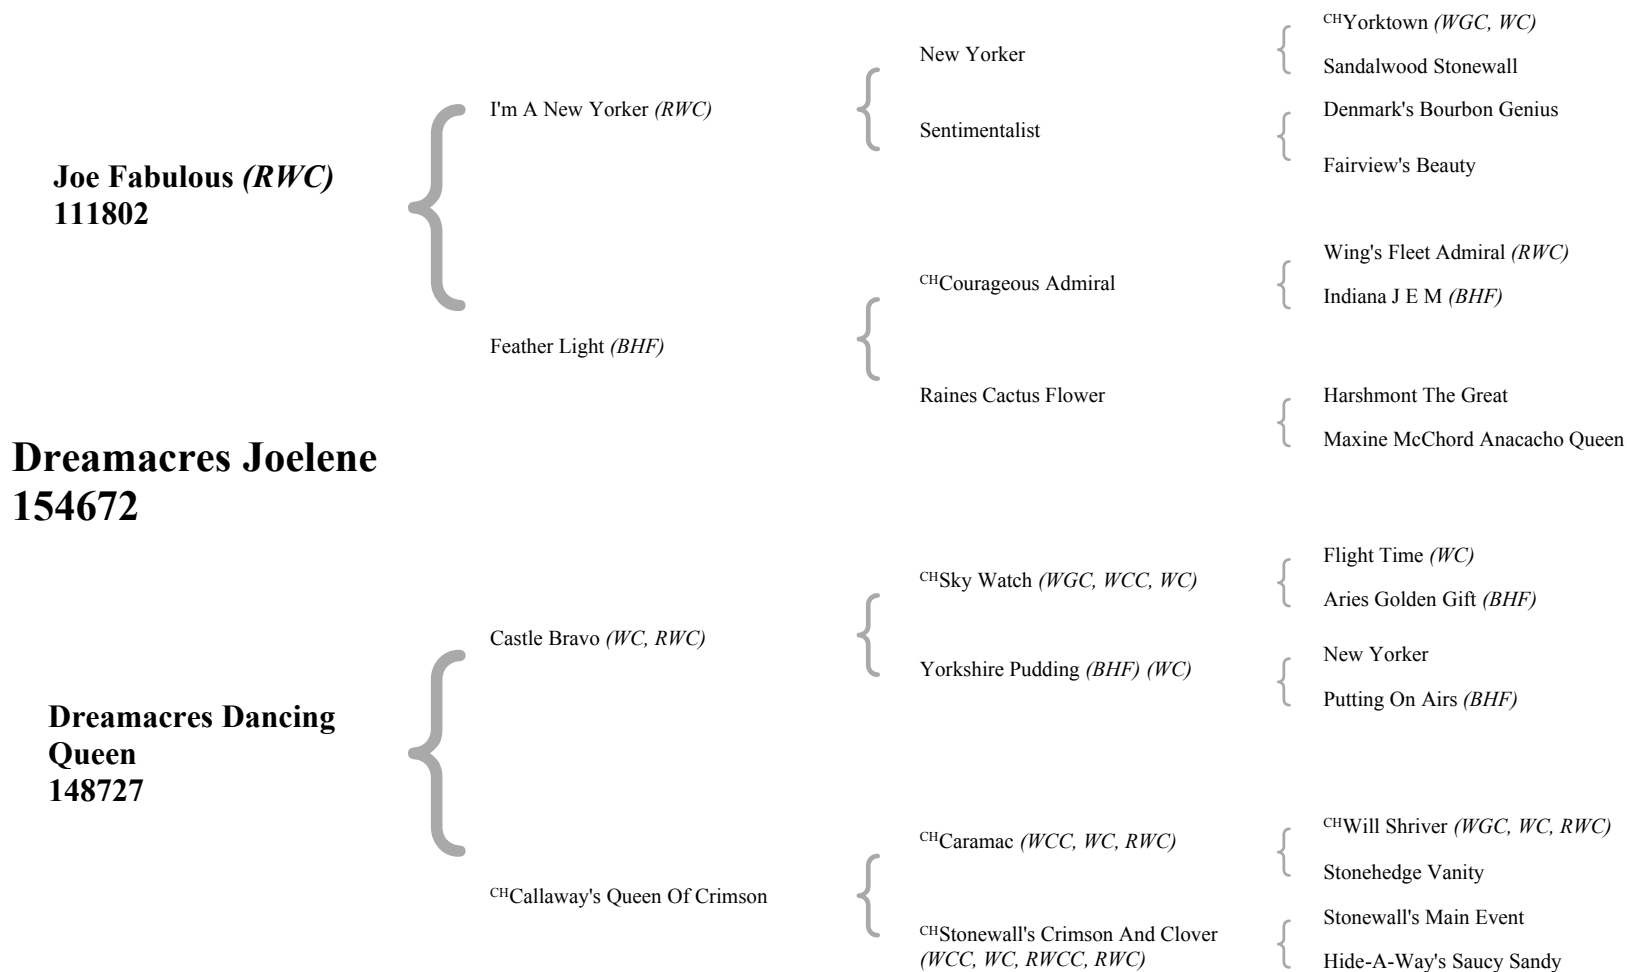 CHYorktown (WGC, WC)
New Yorker
Sandalwood Stonewall
I'm A New Yorker (RWC)
Denmark's Bourbon Genius
Sentimentalist
Fairview's Beauty
Joe Fabulous (RWC)
111802
Wing's Fleet Admiral (RWC)
CHCourageous Admiral
Indiana J E M (BHF)
Feather Light (BHF)
Raines Cactus Flower
Harshmont The Great
Maxine McChord Anacacho Queen
Dreamacres Joelene
154672
Flight Time (WC)
CHSky Watch (WGC, WCC, WC)
Aries Golden Gift (BHF)
Castle Bravo (WC, RWC)
New Yorker
Yorkshire Pudding (BHF) (WC)
Putting On Airs (BHF)
Dreamacres Dancing
Queen
148727
CHWill Shriver (WGC, WC, RWC)
CHCaramac (WCC, WC, RWC)
Stonehedge Vanity
CHCallaway's Queen Of Crimson
Stonewall's Main Event
CHStonewall's Crimson And Clover
(WCC, WC, RWCC, RWC)
Hide-A-Way's Saucy Sandy